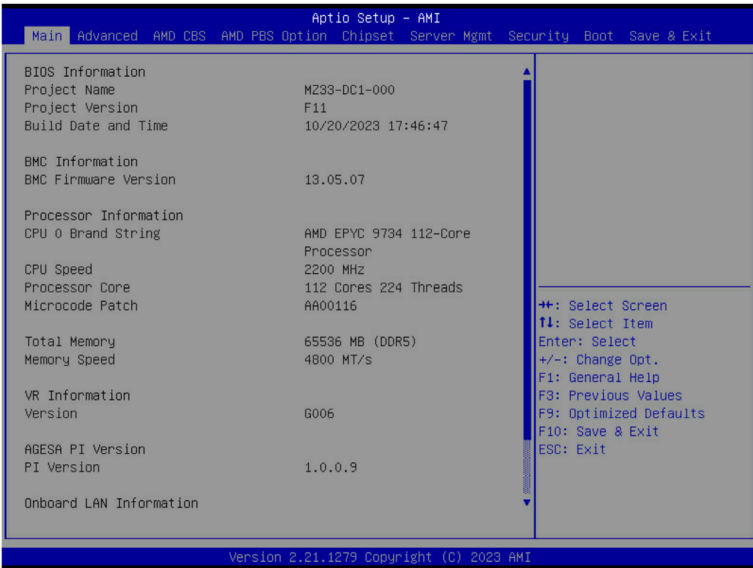 Aptio Setup - AMI
Main Advanced AMD CBS AMD PBS Option Chipset Server Mgmt Security Boot Save & Exit
BIOS Information
Project Name MZ33-DC1-000
Project Version F11
Build Date and Time 10/20/2023 17:46:47
BMC Information
BMC Firmware Version 13.05.07
Processor Information
CPU 0 Brand String AMD EPYC 9734 112-Core
Processor
CPU Speed 2200 MHz
Processor Core 112 Cores 224 Threads
Microcode Patch AA00116
Total Memory 65536 MB (DDR5)
Memory Speed 4800 MT/s
VR Information
Version G006
AGESA PI Version
PI Version 1.0.0.9
Onboard LAN Information
→←: Select Screen
↑↓: Select Item
Enter: Select
+/-: Change Opt.
F1: General Help
F3: Previous Values
F9: Optimized Defaults
F10: Save & Exit
ESC: Exit
Version 2.21.1279 Copyright (C) 2023 AMI